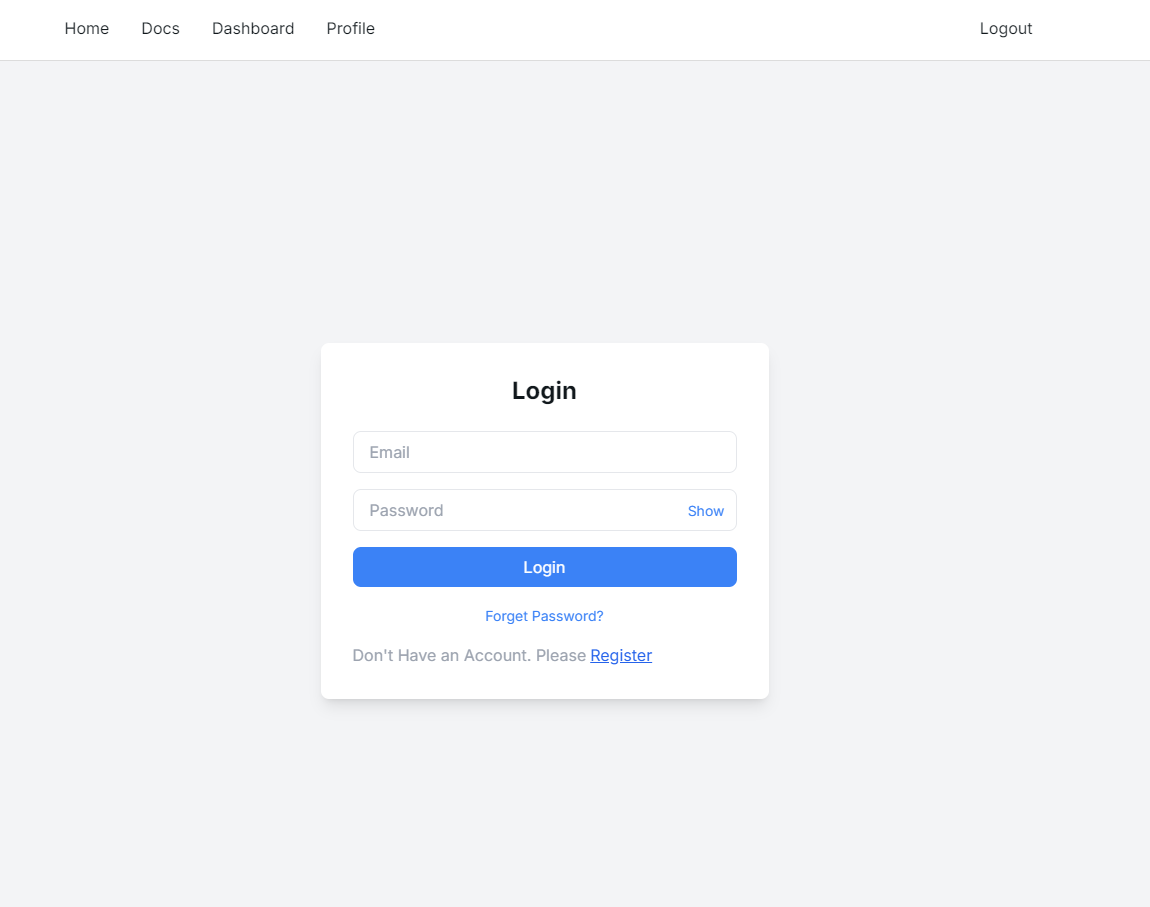 Home Docs Dashboard Profile Logout
Login
Email
Password Show
Login
Forget Password?
Don't Have an Account. Please Register